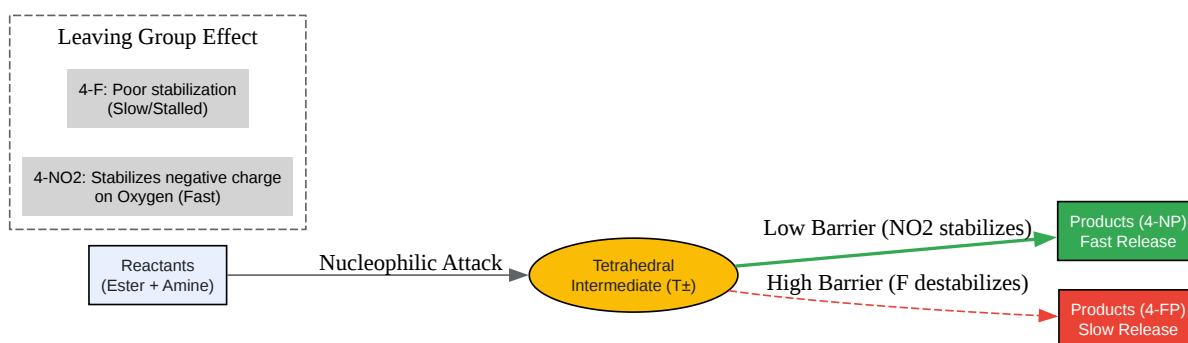 Leaving Group Effect
4-F: Poor stabilization
(Slow/Stalled)
4-NO2: Stabilizes negative charge
on Oxygen (Fast)
Reactants
(Ester + Amine)
Nucleophilic Attack
Tetrahedral
Intermediate (T±)
Low Barrier (NO2 stabilizes)
High Barrier (F destabilizes)
Products (4-NP)
Fast Release
Products (4-FP)
Slow Release